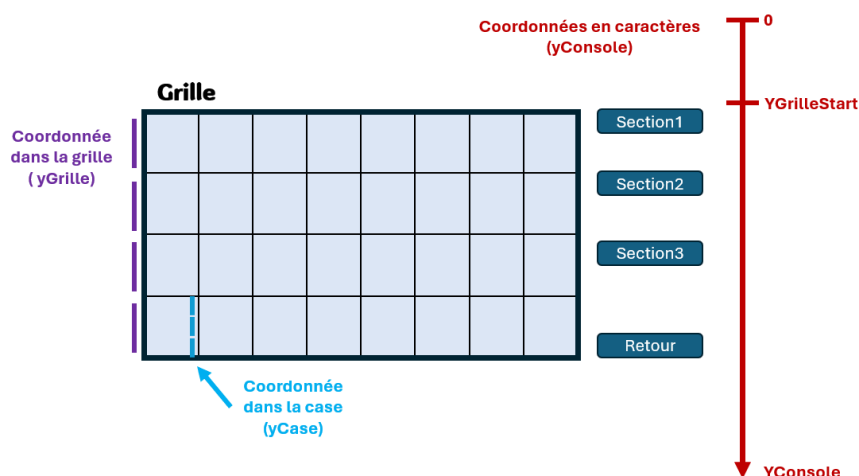 Coordonnées en caractères
(yConsole)
0
Grille
YGrilleStart
Section1
Coordonnée
dans la grille
( yGrille)
Section2
Section3
Retour
Coordonnée
dans la case
(yCase)
YConsole